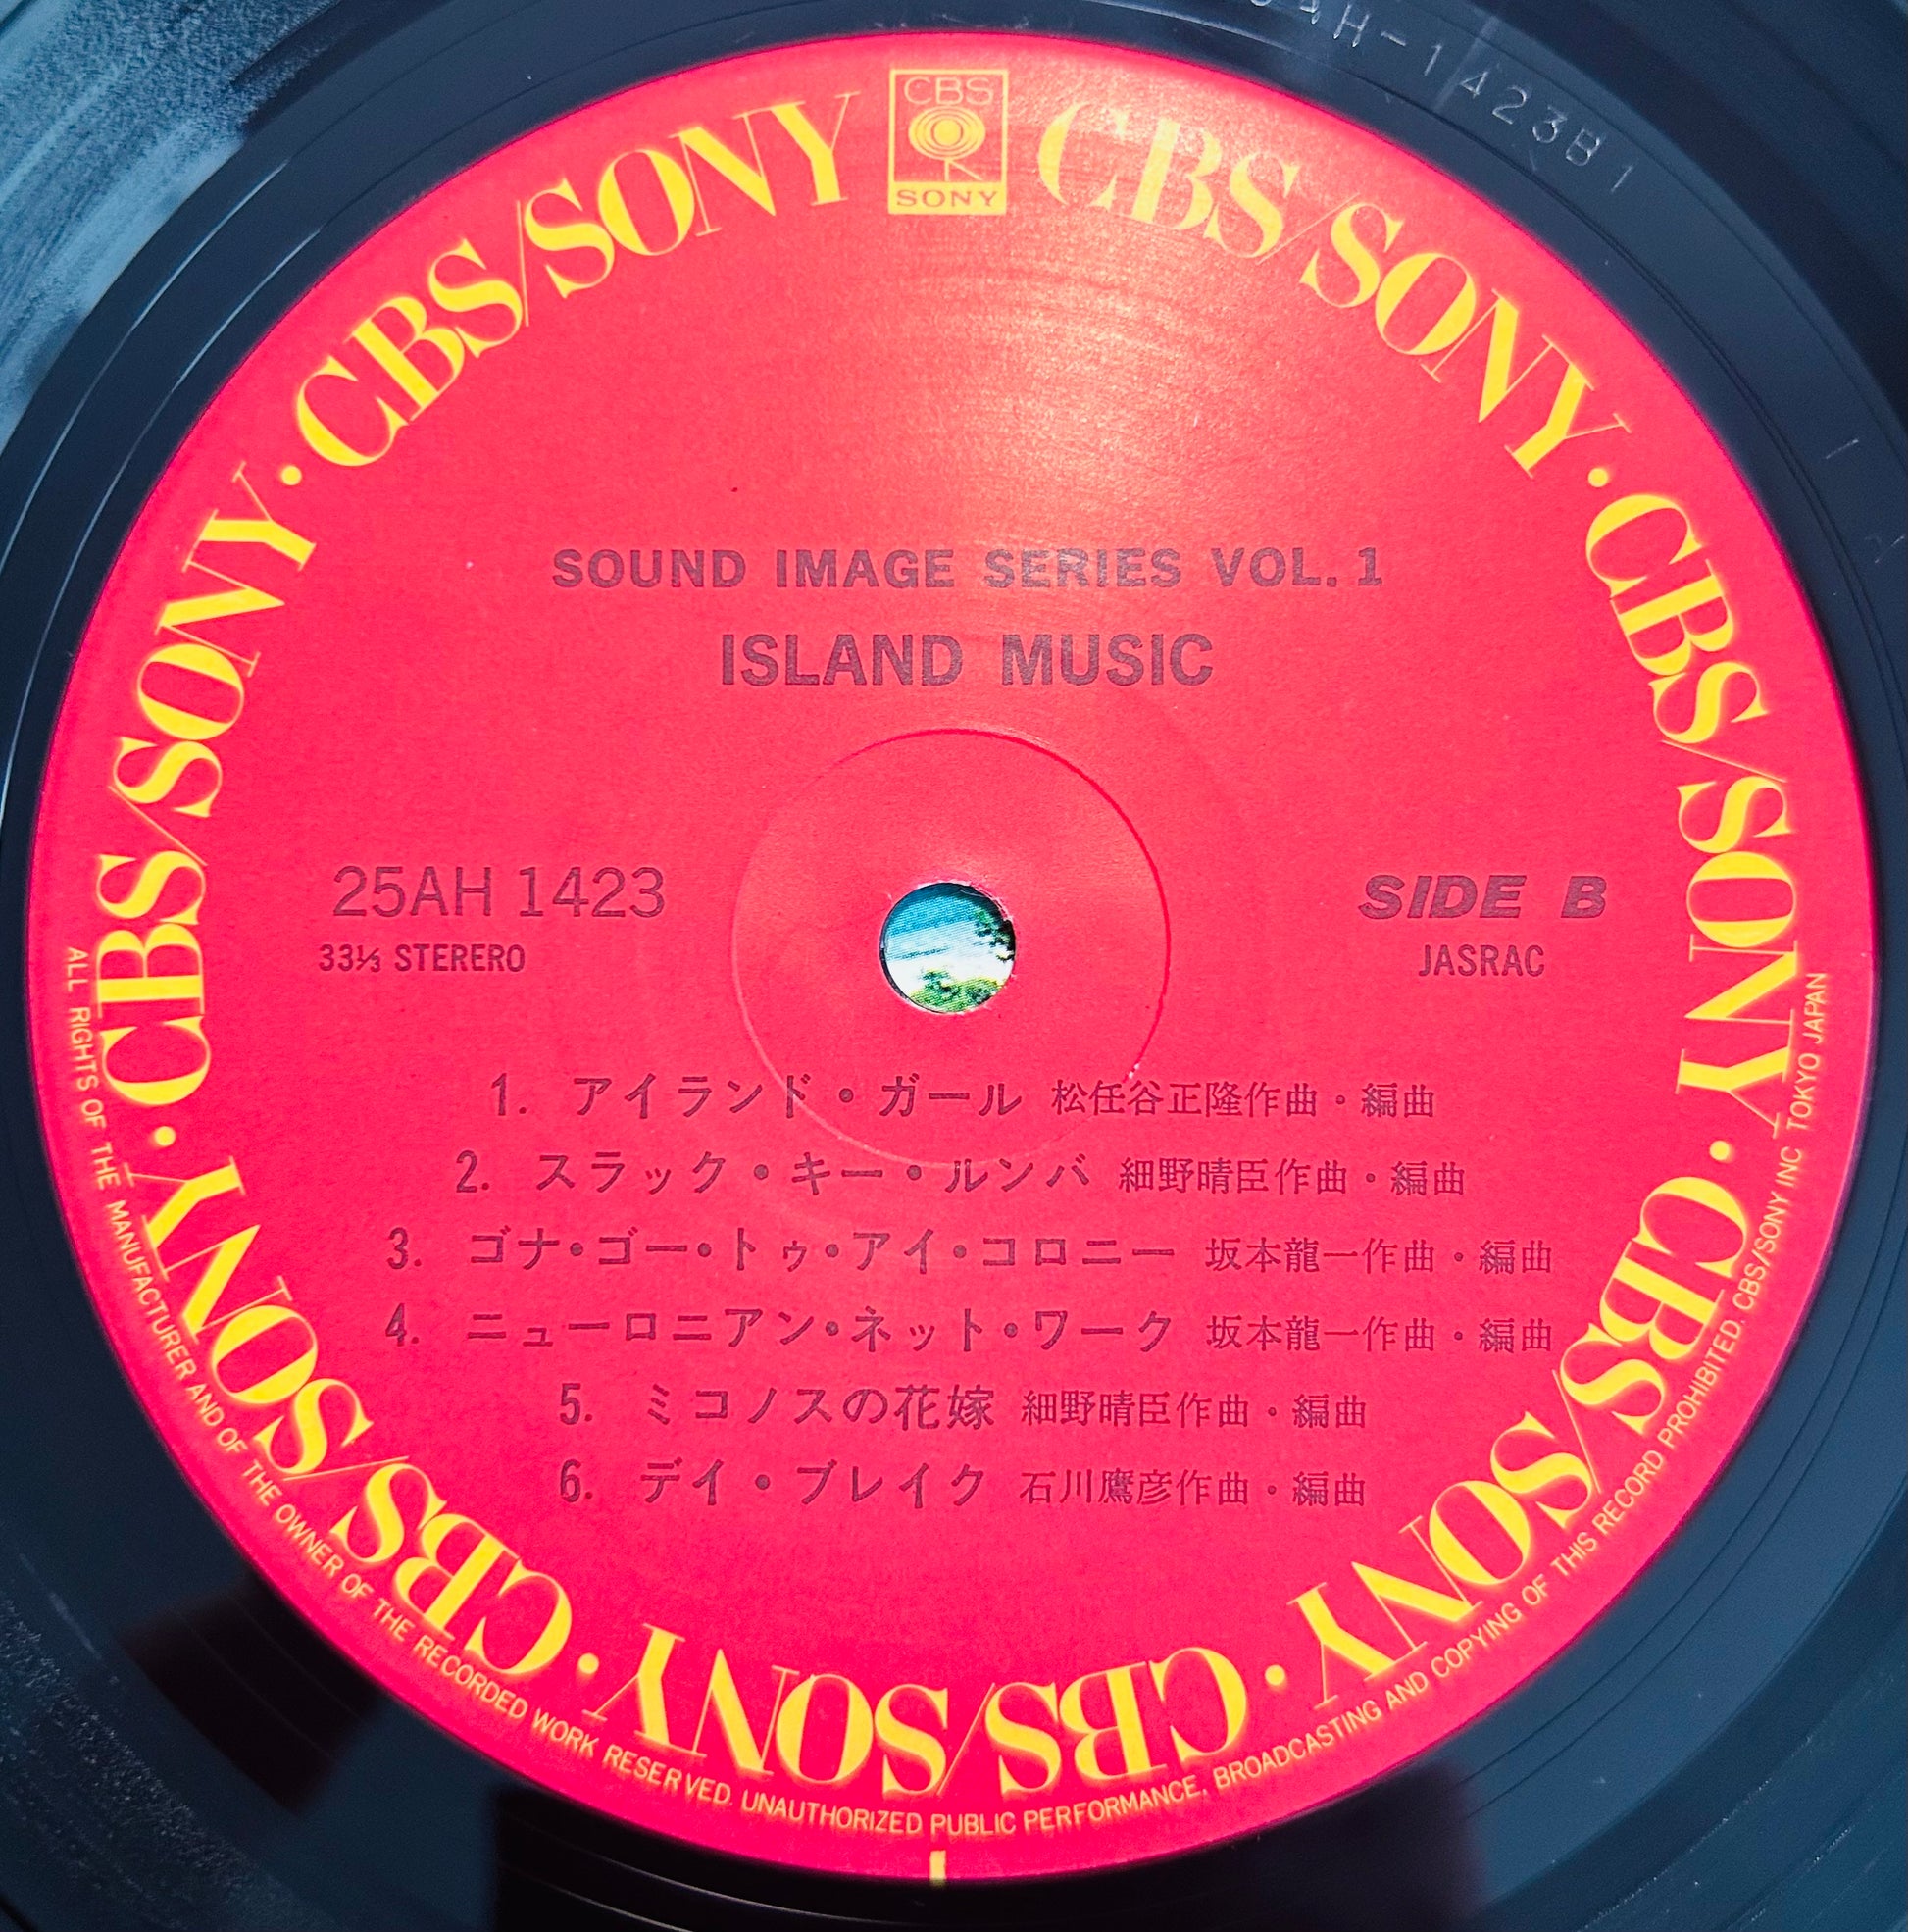 AH-1423B1
CBS
SONY
CBS/SONY · CBS/SONY · CBS/SONY · CBS/SONY · CBS/SONY · CBS/SONY · CBS/SONY
SOUND IMAGE SERIES VOL. 1
ISLAND MUSIC
25AH 1423
SIDE B
33⅓ STERERO
JASRAC
1. アイランド・ガール 松任谷正隆作曲・編曲
2. スラック・キー・ルンバ 細野晴臣作曲・編曲
3. ゴナ・ゴー・トゥ・アイ・コロニー 坂本龍一作曲・編曲
4. ニューロニアン・ネット・ワーク 坂本龍一作曲・編曲
5. ミコノスの花嫁 細野晴臣作曲・編曲
6. デイ・ブレイク 石川鷹彦作曲・編曲
ALL RIGHTS OF THE MANUFACTURER AND OF THE OWNER OF THE RECORDED WORK RESERVED. UNAUTHORIZED PUBLIC PERFORMANCE, BROADCASTING AND COPYING OF THIS RECORD PROHIBITED. CBS/SONY INC TOKYO JAPAN